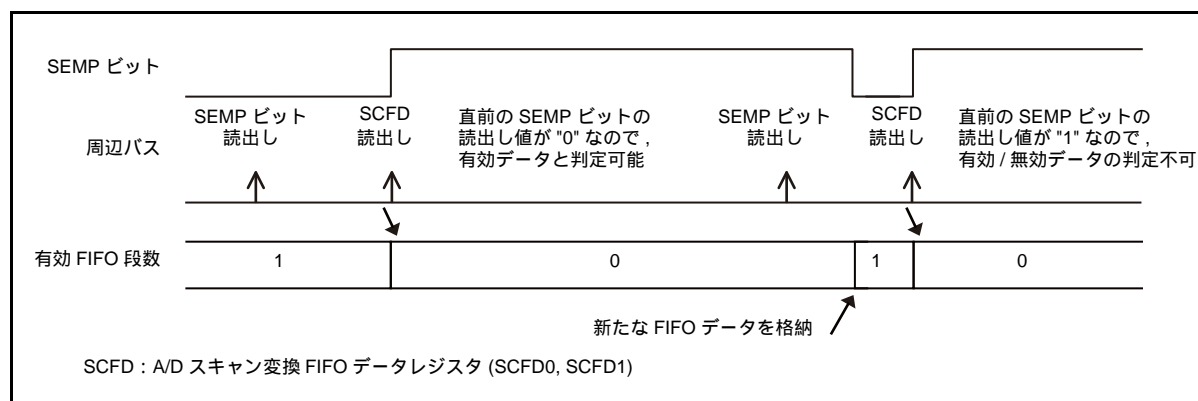 SEMP ビット
周辺バス
SEMP ビット
読出し
SCFD
読出し
直前の SEMP ビットの
読出し値が "0" なので ,
有効データと判定可能
SEMP ビット
読出し
SCFD
読出し
直前の SEMP ビットの
読出し値が "1" なので ,
有効 / 無効データの判定不可
有効 FIFO 段数
1
0
1
0
新たな FIFO データを格納
SCFD : A/D スキャン変換 FIFO データレジスタ (SCFD0, SCFD1)